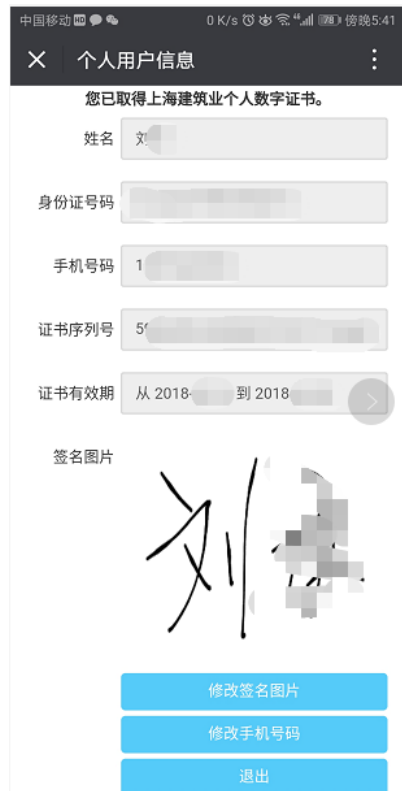 中国移动 HD 0 K/s 4G 78 傍晚5:41
个人用户信息
您已取得上海建筑业个人数字证书。
姓名 刘
身份证号码
手机号码 1
证书序列号 5
证书有效期 从 2018- 到 2018
签名图片
刘
修改签名图片
修改手机号码
退出